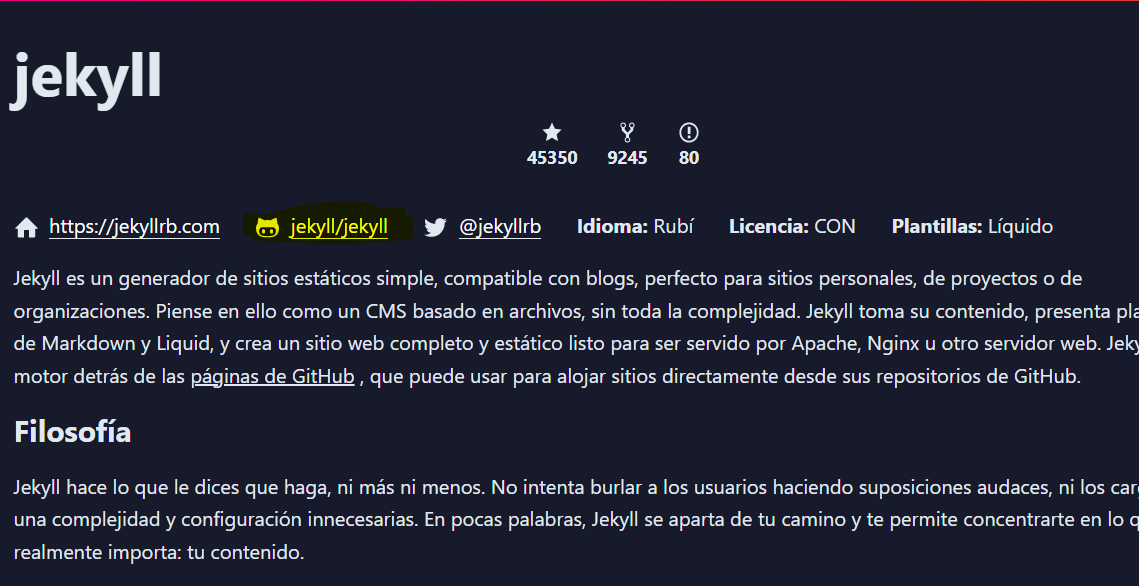 jekyll
45350 9245 80
https://jekyllrb.com jekyll/jekyll @jekyllrb Idioma: Rubí Licencia: CON Plantillas: Líquido
Jekyll es un generador de sitios estáticos simple, compatible con blogs, perfecto para sitios personales, de proyectos o de
organizaciones. Piense en ello como un CMS basado en archivos, sin toda la complejidad. Jekyll toma su contenido, presenta
de Markdown y Liquid, y crea un sitio web completo y estático listo para ser servido por Apache, Nginx u otro servidor web.
motor detrás de las páginas de GitHub , que puede usar para alojar sitios directamente desde sus repositorios de GitHub.
Filosofía
Jekyll hace lo que le dices que haga, ni más ni menos. No intenta burlar a los usuarios haciendo suposiciones audaces, ni los
una complejidad y configuración innecesarias. En pocas palabras, Jekyll se aparta de tu camino y te permite concentrarte en lo
realmente importa: tu contenido.